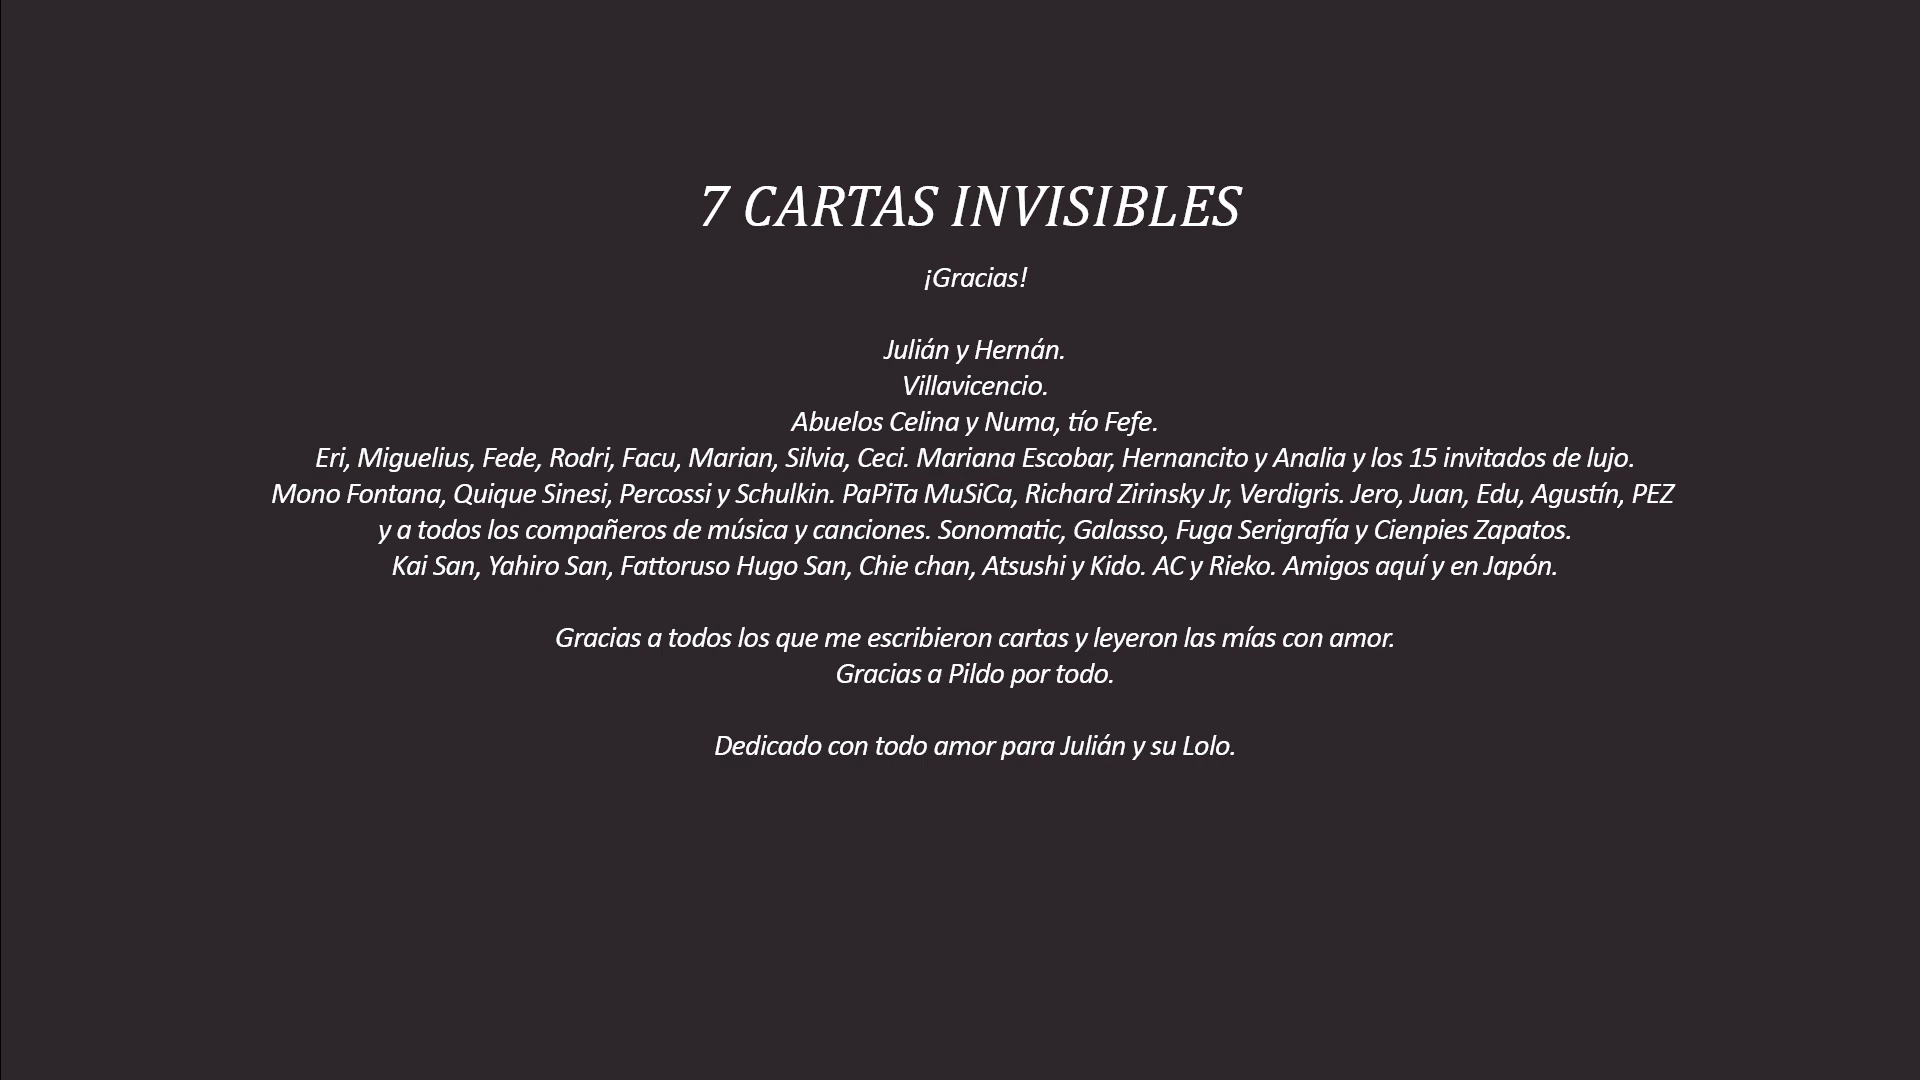 7 CARTAS INVISIBLES
¡Gracias!
Julián y Hernán.
Villavicencio.
Abuelos Celina y Numa, tío Fefe.
Eri, Miguelius, Fede, Rodri, Facu, Marian, Silvia, Ceci. Mariana Escobar, Hernancito y Analia y los 15 invitados de lujo.
Mono Fontana, Quique Sinesi, Percossi y Schulkin. PaPiTa MuSiCa, Richard Zirinsky Jr, Verdigris. Jero, Juan, Edu, Agustín, PEZ
y a todos los compañeros de música y canciones. Sonomatic, Galasso, Fuga Serigrafía y Cienpies Zapatos.
Kai San, Yahiro San, Fattoruso Hugo San, Chie chan, Atsushi y Kido. AC y Rieko. Amigos aquí y en Japón.
Gracias a todos los que me escribieron cartas y leyeron las mías con amor.
Gracias a Pildo por todo.
Dedicado con todo amor para Julián y su Lolo.